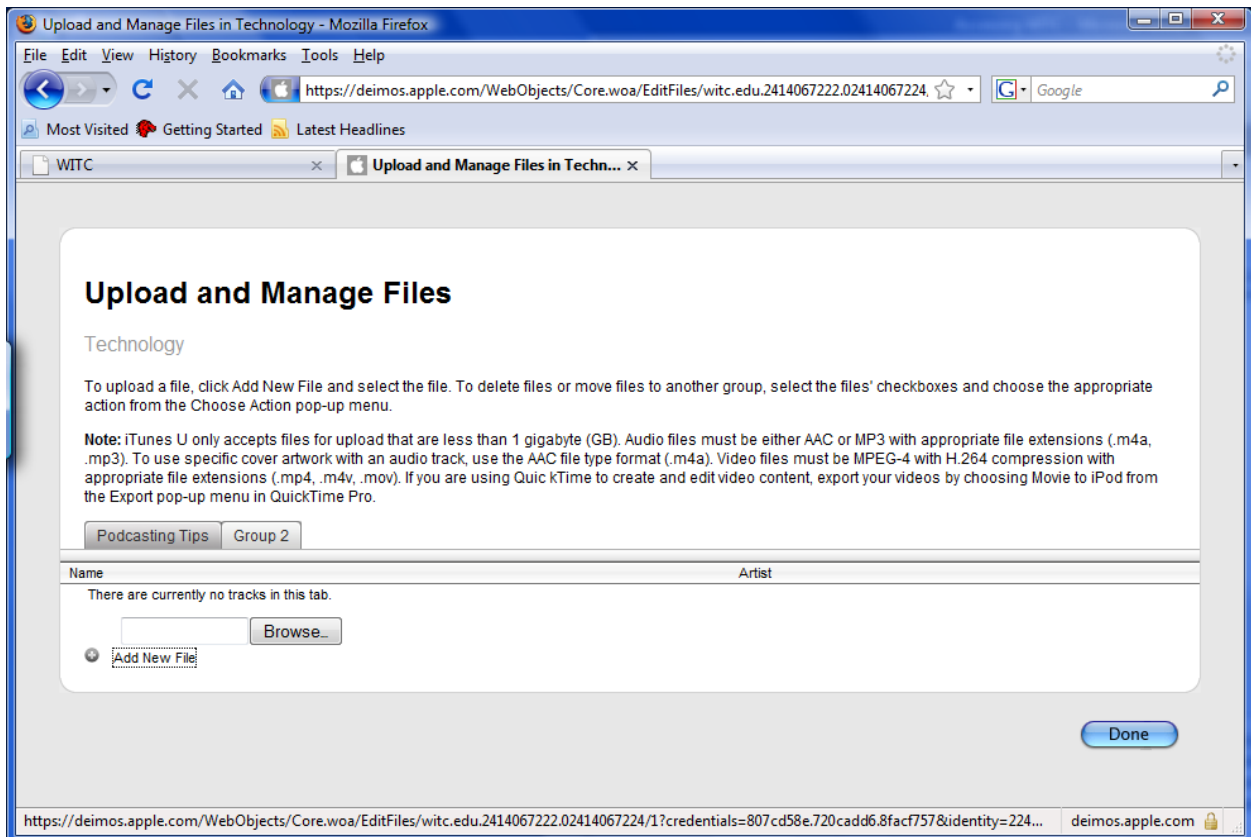 Upload and Manage Files in Technology - Mozilla Firefox
File Edit View History Bookmarks Tools Help
https://deimos.apple.com/WebObjects/Core.woa/EditFiles/witc.edu.2414067222.02414067224, G Google
Most Visited Getting Started Latest Headlines
WITC Upload and Manage Files in Techn...
Upload and Manage Files
Technology
To upload a file, click Add New File and select the file. To delete files or move files to another group, select the files' checkboxes and choose the appropriate
action from the Choose Action pop-up menu.
Note: iTunes U only accepts files for upload that are less than 1 gigabyte (GB). Audio files must be either AAC or MP3 with appropriate file extensions (.m4a,
.mp3). To use specific cover artwork with an audio track, use the AAC file type format (.m4a). Video files must be MPEG-4 with H.264 compression with
appropriate file extensions (.mp4, .m4v, .mov). If you are using Quic kTime to create and edit video content, export your videos by choosing Movie to iPod from
the Export pop-up menu in QuickTime Pro.
Podcasting Tips Group 2
Name Artist
There are currently no tracks in this tab.
Browse...
Add New File
Done
https://deimos.apple.com/WebObjects/Core.woa/EditFiles/witc.edu.2414067222.02414067224/1?credentials=807cd58e.720cadd6.8facf757&identity=224... deimos.apple.com